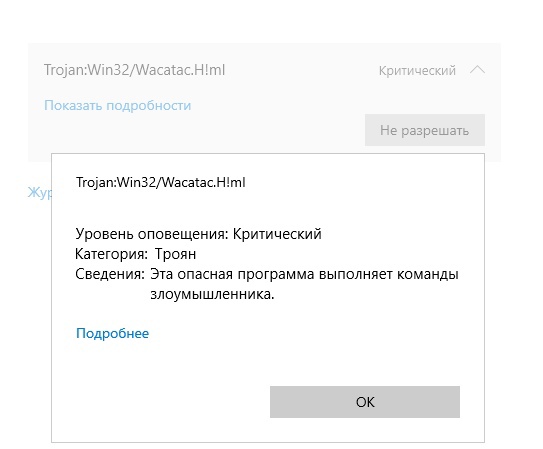 Trojan:Win32/Wacatac.H!ml
Критический
Показать подробности
Не разрешать
Жур
Trojan:Win32/Wacatac.H!ml
Уровень оповещения: Критический
Категория: Троян
Сведения: Эта опасная программа выполняет команды
злоумышленника.
Подробнее
OK